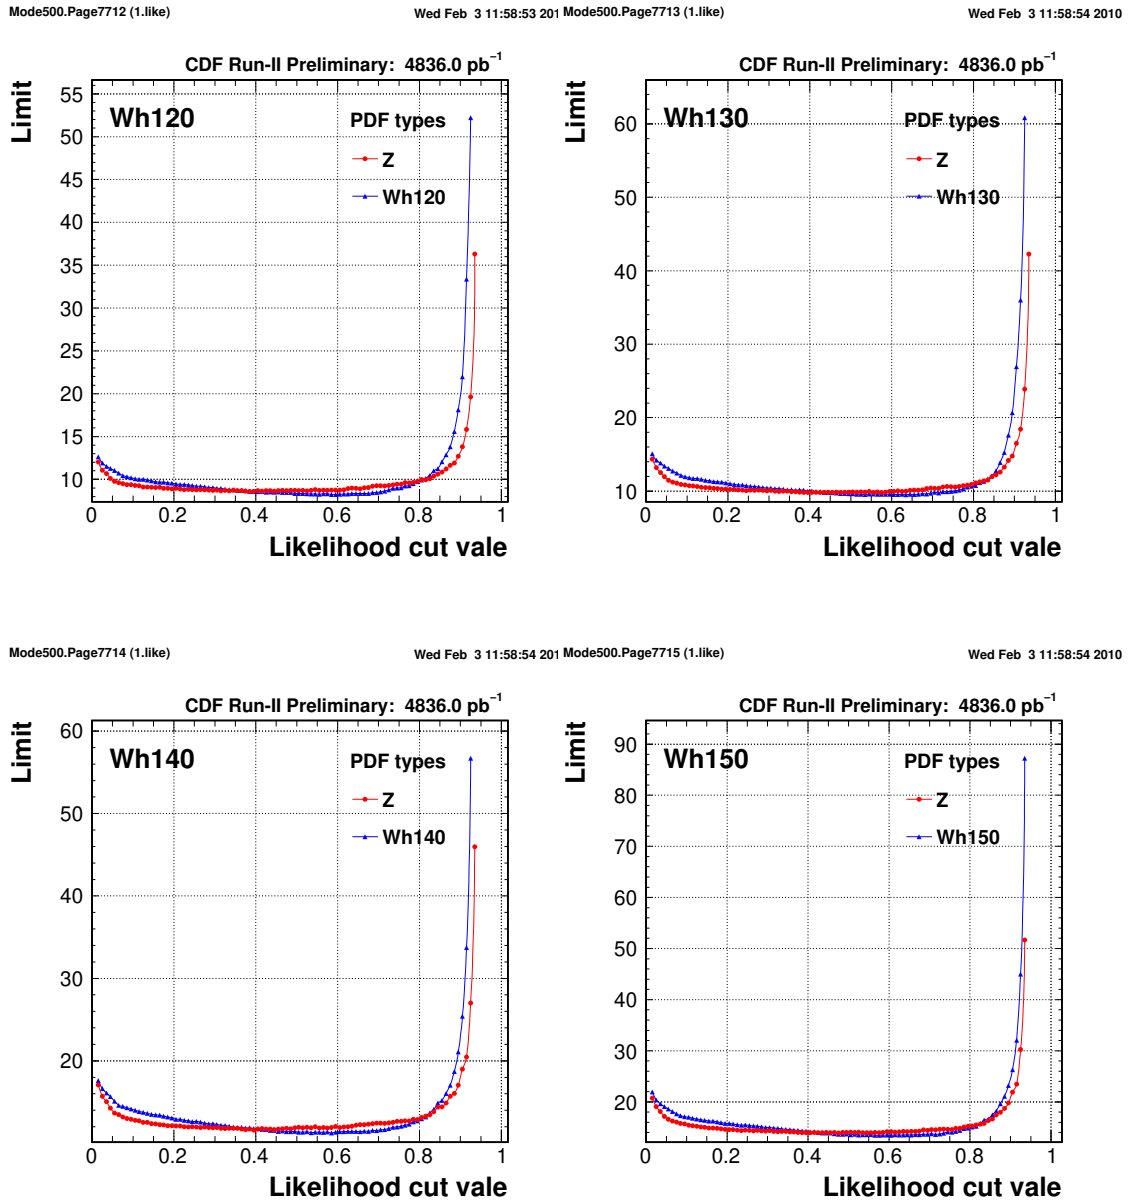 Mode500.Page7712 (1.like)
Wed Feb 3 11:58:53 201
CDF Run-II Preliminary: 4836.0 pb−1
Limit
Wh120
PDF types
Z
Wh120
55
50
45
40
35
30
25
20
15
10
0 0.2 0.4 0.6 0.8 1
Likelihood cut vale
Mode500.Page7713 (1.like)
Wed Feb 3 11:58:54 2010
CDF Run-II Preliminary: 4836.0 pb−1
Limit
Wh130
PDF types
Z
Wh130
60
50
40
30
20
10
0 0.2 0.4 0.6 0.8 1
Likelihood cut vale
Mode500.Page7714 (1.like)
Wed Feb 3 11:58:54 201
CDF Run-II Preliminary: 4836.0 pb−1
Limit
Wh140
PDF types
Z
Wh140
60
50
40
30
20
0 0.2 0.4 0.6 0.8 1
Likelihood cut vale
Mode500.Page7715 (1.like)
Wed Feb 3 11:58:54 2010
CDF Run-II Preliminary: 4836.0 pb−1
Limit
Wh150
PDF types
Z
Wh150
90
80
70
60
50
40
30
20
0 0.2 0.4 0.6 0.8 1
Likelihood cut vale